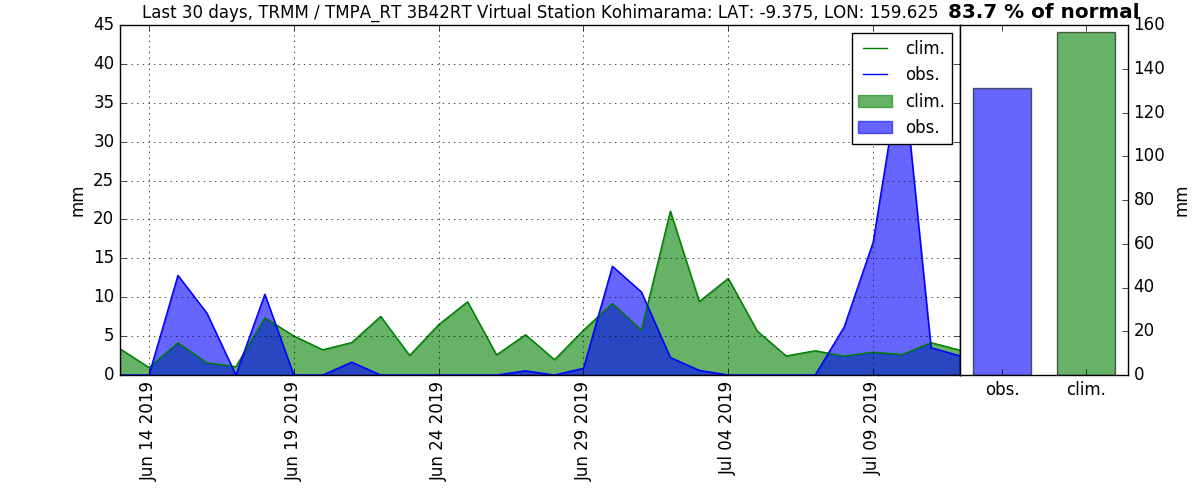 Last 30 days, TRMM / TMPA_RT 3B42RT Virtual Station Kohimarama: LAT: -9.375, LON: 159.625
83.7 % of normal
clim.
obs.
clim.
obs.
45
40
35
30
25
20
15
10
5
0
mm
Jun 14 2019
Jun 19 2019
Jun 24 2019
Jun 29 2019
Jul 04 2019
Jul 09 2019
160
140
120
100
80
60
40
20
0
mm
obs.
clim.